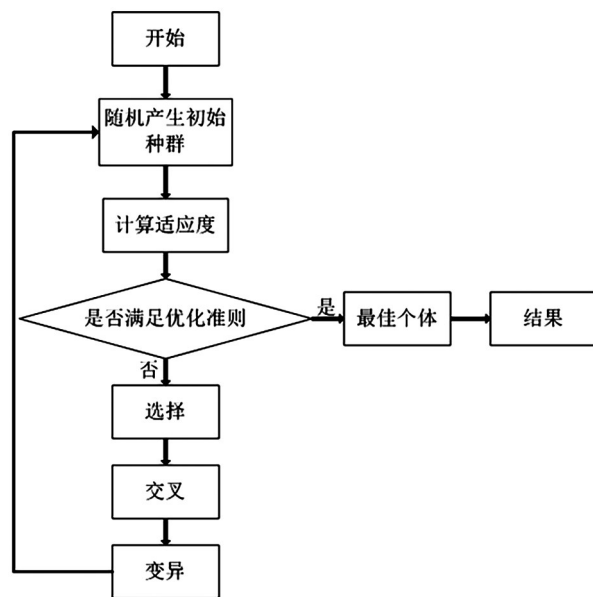 开始
随机产生初始
种群
计算适应度
是否满足优化准则
是
最佳个体
结果
否
选择
交叉
变异